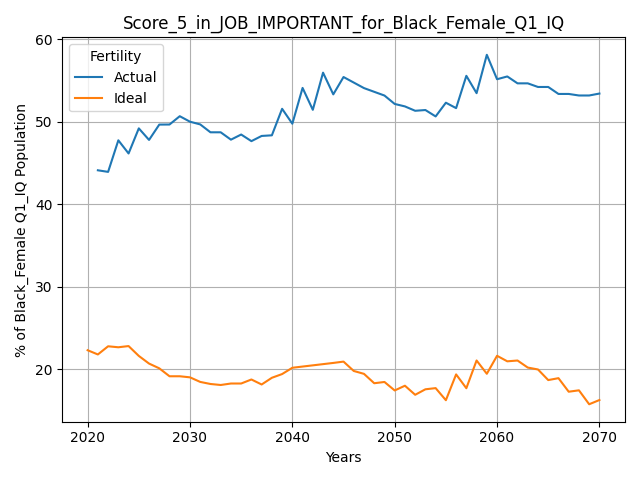 Score_5_in_JOB_IMPORTANT_for_Black_Female_Q1_IQ
% of Black_Female Q1_IQ Population
60
50
40
30
20
Fertility
Actual
Ideal
2020 2030 2040 2050 2060 2070
Years